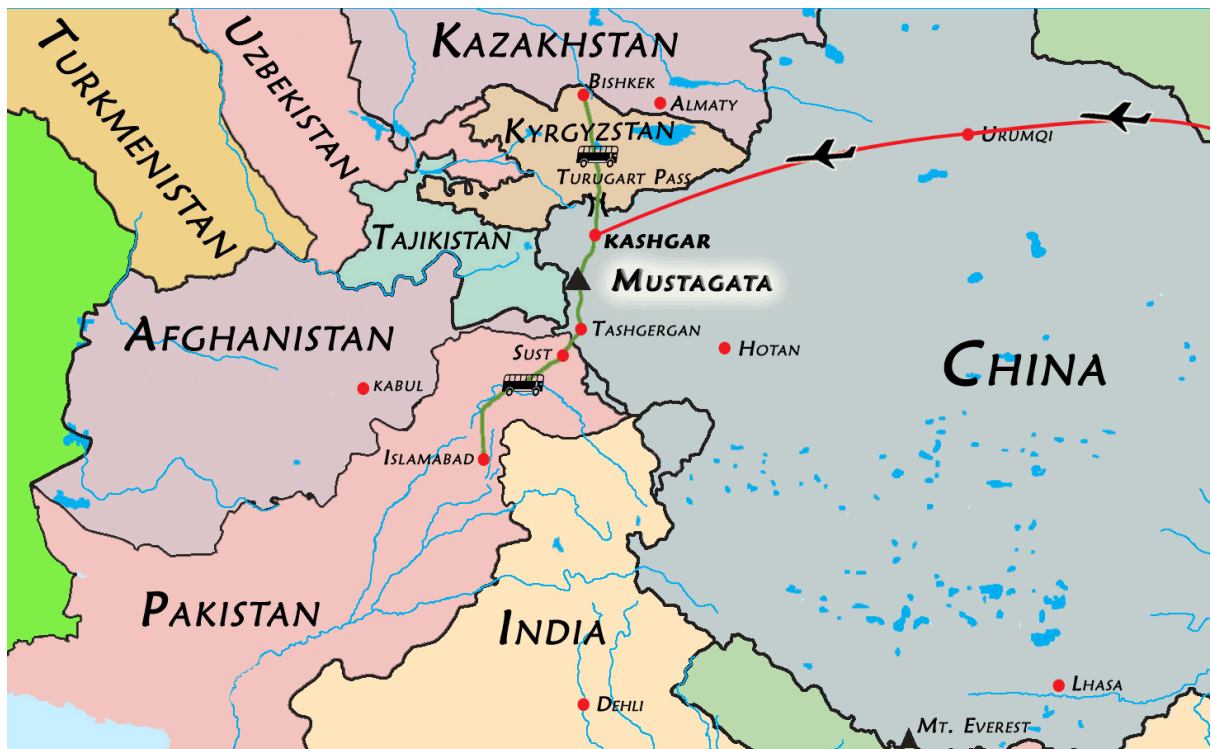 Kazakhstan
Turkmenistan
Uzbekistan
Bishkek
Almaty
Kyrgyzstan
Urumqi
Turugart Pass
Tajikistan
kashgar
Mustagata
Afghanistan
Tashgergan
Sust
Hotan
China
kabul
Islamabad
Pakistan
India
Lhasa
Dehli
Mt. Everest